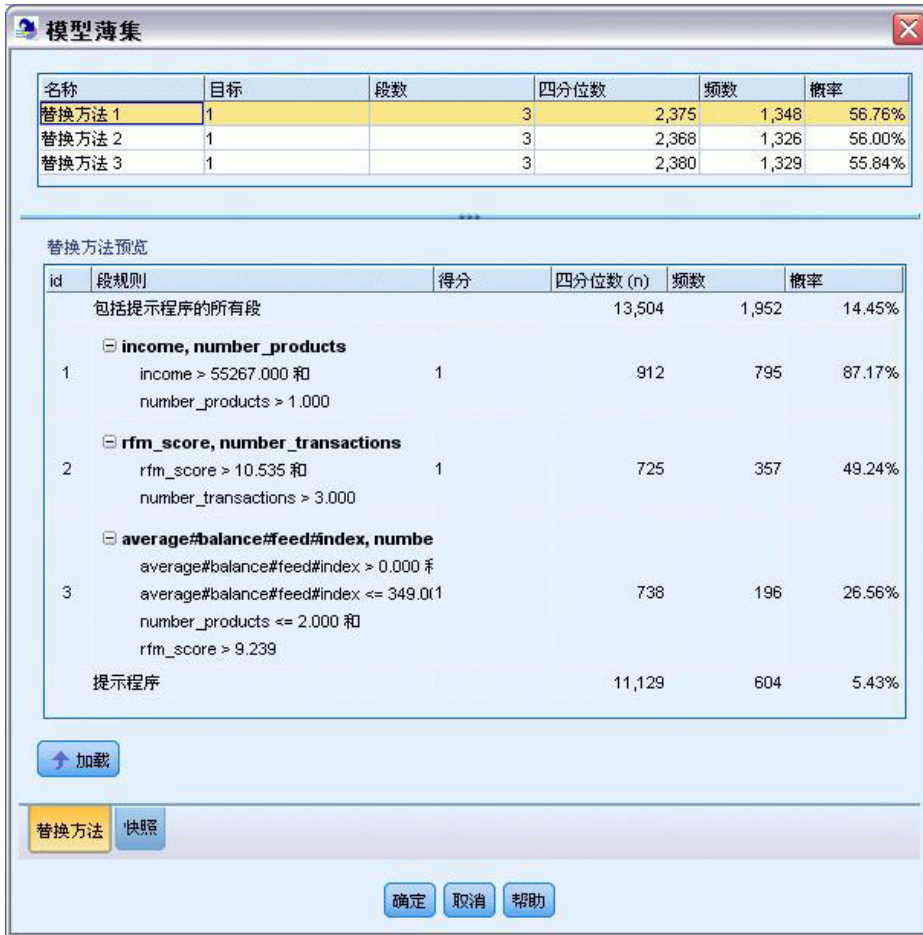 模型薄集
名称 目标 段数 四分位数 频数 概率
替换方法 1 1 3 2,375 1,348 56.76%
替换方法 2 1 3 2,368 1,326 56.00%
替换方法 3 1 3 2,380 1,329 55.84%
替换方法预览
id 段规则 得分 四分位数 (n) 频数 概率
包括提示程序的所有段 13,504 1,952 14.45%
income, number_products
income > 55267.000 和
1 1 912 795 87.17%
number_products > 1.000
rfm_score, number_transactions
rfm_score > 10.535 和
2 1 725 357 49.24%
number_transactions > 3.000
average#balance#feed#index, numbe
average#balance#feed#index > 0.000
average#balance#feed#index <= 349.0(
3 1 738 196 26.56%
number_products <= 2.000 和
rfm_score > 9.239
提示程序 11,129 604 5.43%
加载
替换方法 快照
确定 取消 帮助